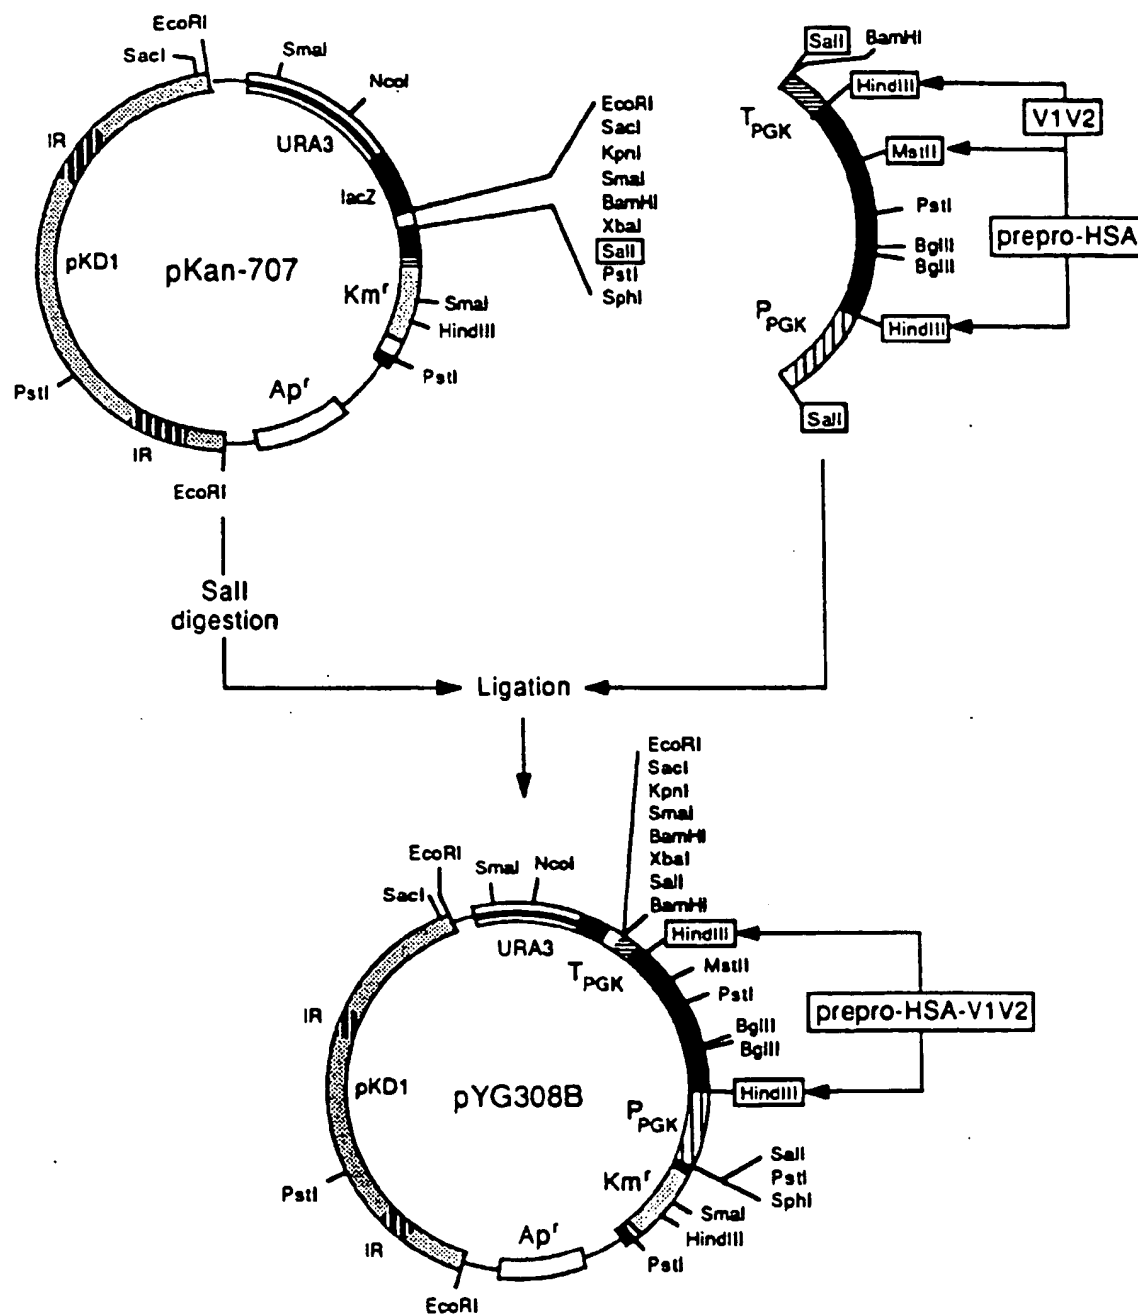 EcoRI
SacI
SmaI
NcoI
IR
URA3
lacZ
EcoRI
SacI
KpnI
SmaI
BamHI
XbaI
SalI
PstI
SphI
pKD1
pKan-707
Kmʳ
SmaI
HindIII
PstI
PstI
Apʳ
IR
EcoRI
SalI
BamHI
HindIII
TPGK
V1V2
MstII
PstI
prepro-HSA
BglII
BglII
PPGK
HindIII
SalI
SalI
digestion
Ligation
EcoRI
SacI
KpnI
SmaI
BamHI
XbaI
SalI
BamHI
EcoRI
SacI
SmaI
NcoI
URA3
TPGK
HindIII
MstII
PstI
prepro-HSA-V1V2
BglII
BglII
IR
pKD1
pYG308B
HindIII
PPGK
SalI
PstI
SphI
Kmʳ
SmaI
HindIII
PstI
PstI
Apʳ
IR
EcoRI